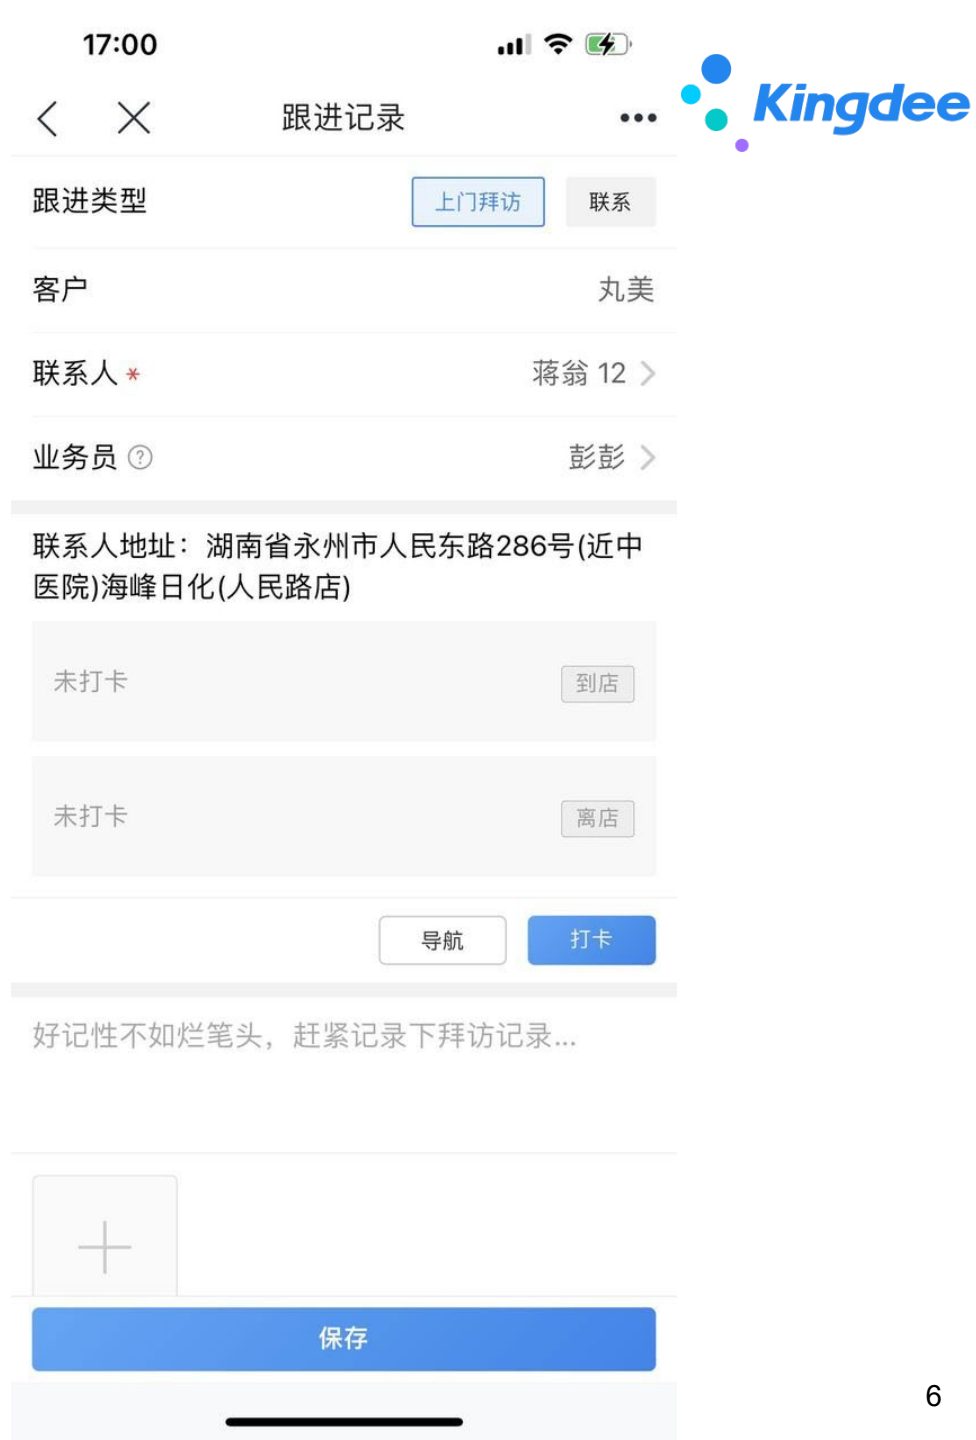 17:00
Kingdee
跟进记录
跟进类型 上门拜访 联系
客户 丸美
联系人 * 蒋翁 12
业务员 ? 彭彭
联系人地址：湖南省永州市人民东路286号(近中
医院)海峰日化(人民路店)
未打卡 到店
未打卡 离店
导航 打卡
好记性不如烂笔头，赶紧记录下拜访记录...
保存
6